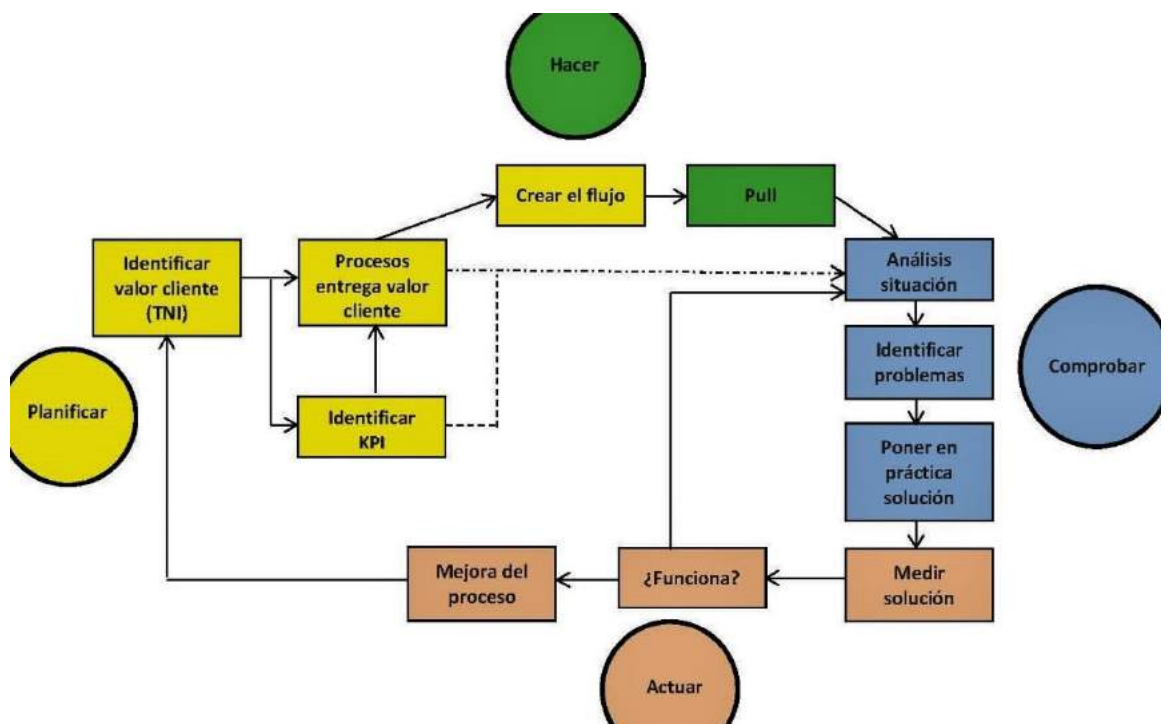 Hacer
Crear el flujo
Pull
Identificar
valor cliente
(TNI)
Procesos
entrega valor
cliente
Análisis
situación
Identificar
problemas
Comprobar
Planificar
Identificar
KPI
Poner en
práctica
solución
Mejora del
proceso
¿Funciona?
Medir
solución
Actuar